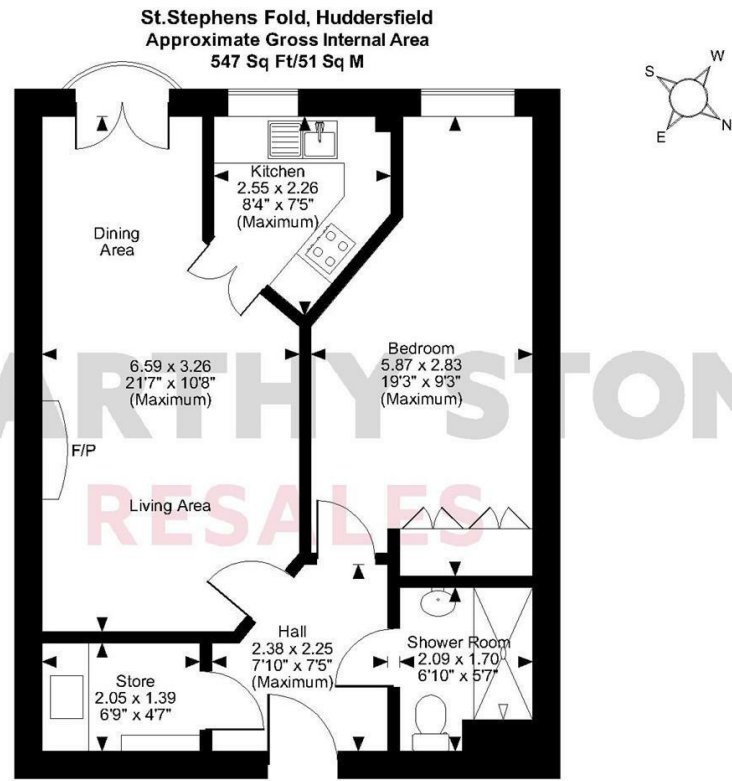 St.Stephens Fold, Huddersfield
Approximate Gross Internal Area
547 Sq Ft/51 Sq M
S
W
E
N
Kitchen
2.55 x 2.26
8'4" x 7'5"
(Maximum)
Dining
Area
6.59 x 3.26
21'7" x 10'8"
(Maximum)
Bedroom
5.87 x 2.83
19'3" x 9'3"
(Maximum)
ARTHY STON
F/P
Living Area
RESALES
Hall
2.38 x 2.25
7'10" x 7'5"
(Maximum)
Shower Room
2.09 x 1.70
6'10" x 5'7"
Store
2.05 x 1.39
6'9" x 4'7"